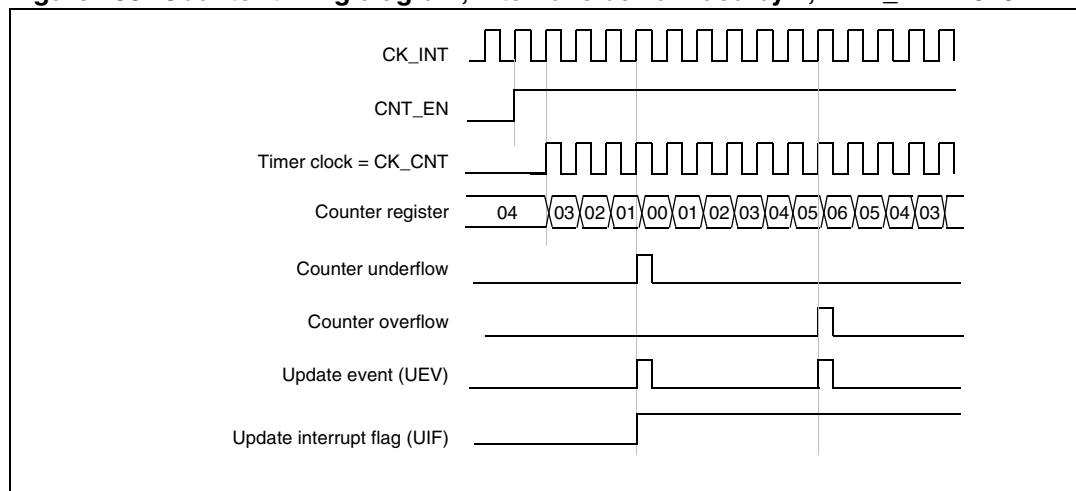 CK_INT
CNT_EN
Timer clock = CK_CNT
Counter register 04 03 02 01 00 01 02 03 04 05 06 05 04 03
Counter underflow
Counter overflow
Update event (UEV)
Update interrupt flag (UIF)